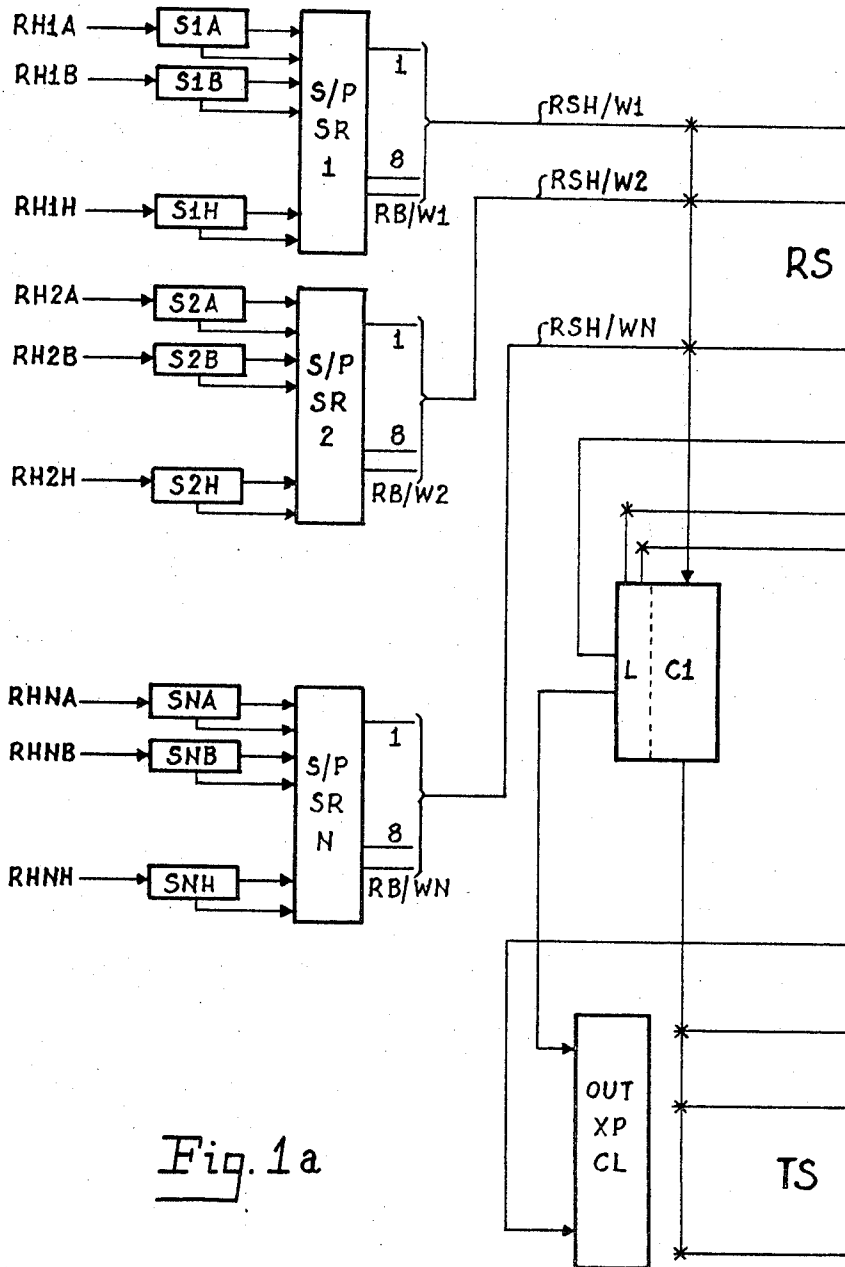 RH1A
S1A
RH1B
S1B
RH1H
S1H
S/P
SR
1
1
8
RB/W1
RSH/W1
RSH/W2
RS
RH2A
S2A
RH2B
S2B
RH2H
S2H
S/P
SR
2
1
8
RB/W2
RSH/WN
L
C1
RHNA
SNA
RHNB
SNB
RHNH
SNH
S/P
SR
N
1
8
RB/WN
OUT
XP
CL
TS
Fig. 1a